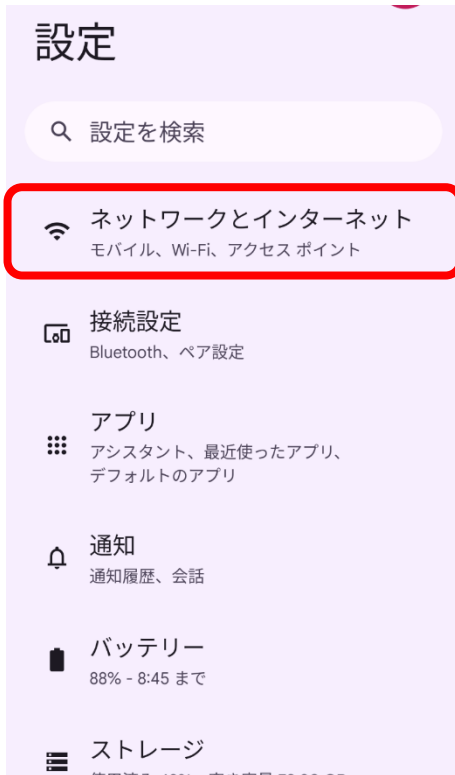 設定
設定を検索
ネットワークとインターネット
モバイル、Wi-Fi、アクセス ポイント
接続設定
Bluetooth、ペア設定
アプリ
アシスタント、最近使ったアプリ、
デフォルトのアプリ
通知
通知履歴、会話
バッテリー
88% - 8:45 まで
ストレージ